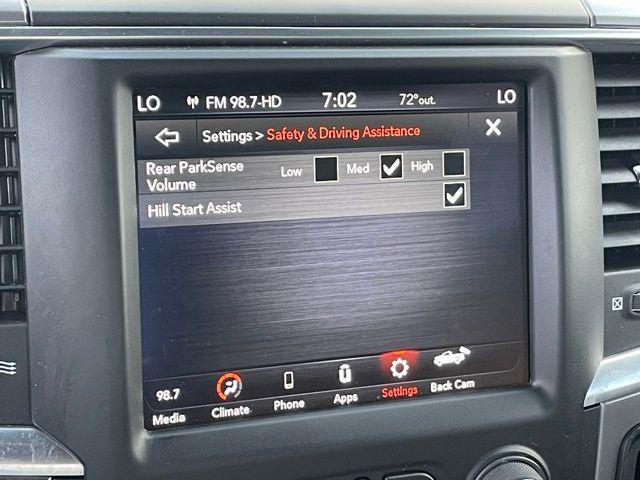 LO FM 98.7-HD 7:02 72°out. LO
Settings > Safety & Driving Assistance
Rear ParkSense Low Med High
Volume
Hill Start Assist
98.7
Media Climate Phone Apps Settings Back Cam